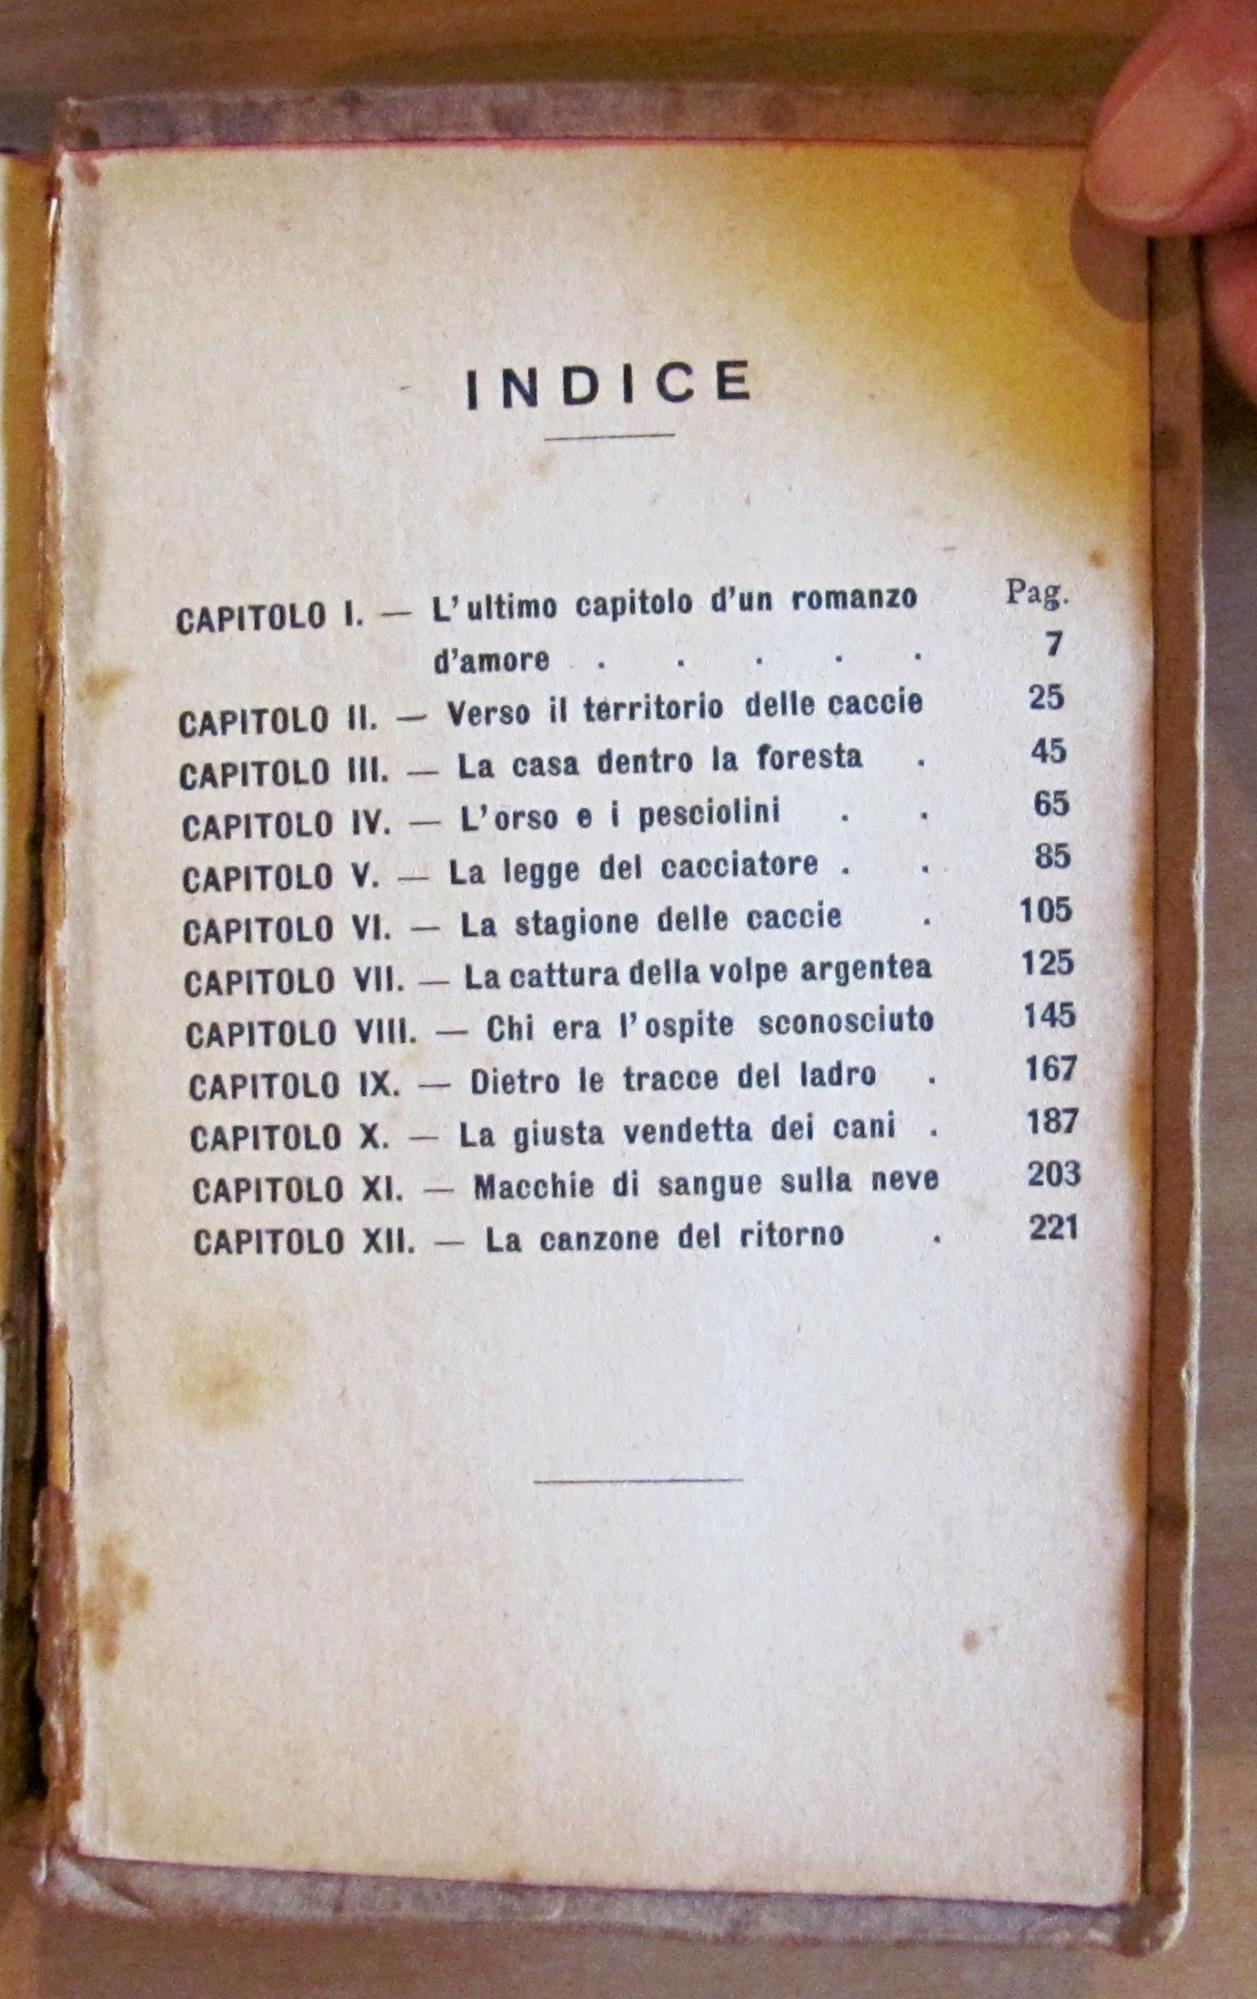 INDICE
Pag.
CAPITOLO I. — L'ultimo capitolo d'un romanzo
d'amore . . . . . 7
CAPITOLO II. — Verso il territorio delle caccie 25
CAPITOLO III. — La casa dentro la foresta . 45
CAPITOLO IV. — L'orso e i pesciolini . . 65
CAPITOLO V. — La legge del cacciatore . . 85
CAPITOLO VI. — La stagione delle caccie . 105
CAPITOLO VII. — La cattura della volpe argentea 125
CAPITOLO VIII. — Chi era l'ospite sconosciuto 145
CAPITOLO IX. — Dietro le tracce del ladro . 167
CAPITOLO X. — La giusta vendetta dei cani . 187
CAPITOLO XI. — Macchie di sangue sulla neve 203
CAPITOLO XII. — La canzone del ritorno . 221